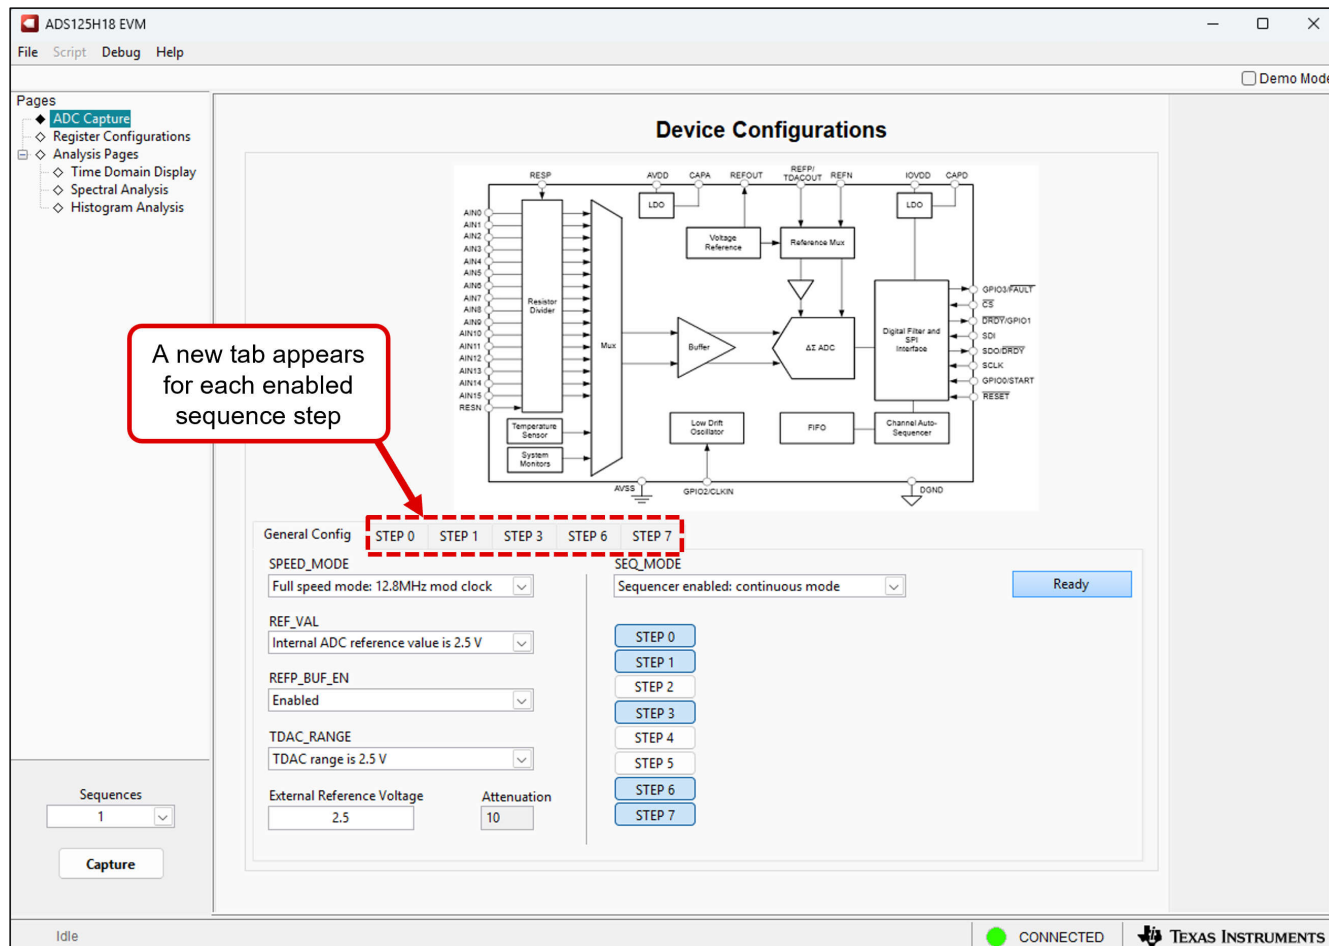 ADS125H18 EVM
File Script Debug Help
Demo Mode
Pages
ADC Capture
Register Configurations
Analysis Pages
Time Domain Display
Spectral Analysis
Histogram Analysis
Device Configurations
RESP
AVDD
CAPA
REFOUT
REFP/
TDACOUT
REFN
IOVDD
CAPD
LDO
LDO
Voltage
Reference
Reference Mux
AIN0
AIN1
AIN2
AIN3
AIN4
AIN5
AIN6
AIN7
AIN8
AIN9
AIN10
AIN11
AIN12
AIN13
AIN14
AIN15
RESN
Resistor
Divider
Mux
Buffer
ΔΣ ADC
Digital Filter and
SPI
Interface
GPIO3/FAULT
CS
DRDY/GPIO1
SDI
SDO/DRDY
SCLK
GPIO0/START
RESET
Temperature
Sensor
System
Monitors
Low Drift
Oscillator
FIFO
Channel Auto-
Sequencer
AVSS
GPIO2/CLKIN
DGND
A new tab appears
for each enabled
sequence step
General Config STEP 0 STEP 1 STEP 3 STEP 6 STEP 7
SPEED_MODE
Full speed mode: 12.8MHz mod clock
REF_VAL
Internal ADC reference value is 2.5 V
REFP_BUF_EN
Enabled
TDAC_RANGE
TDAC range is 2.5 V
External Reference Voltage
2.5
Attenuation
10
SEQ_MODE
Sequencer enabled: continuous mode
STEP 0
STEP 1
STEP 2
STEP 3
STEP 4
STEP 5
STEP 6
STEP 7
Ready
Sequences
1
Capture
Idle
CONNECTED
TEXAS INSTRUMENTS